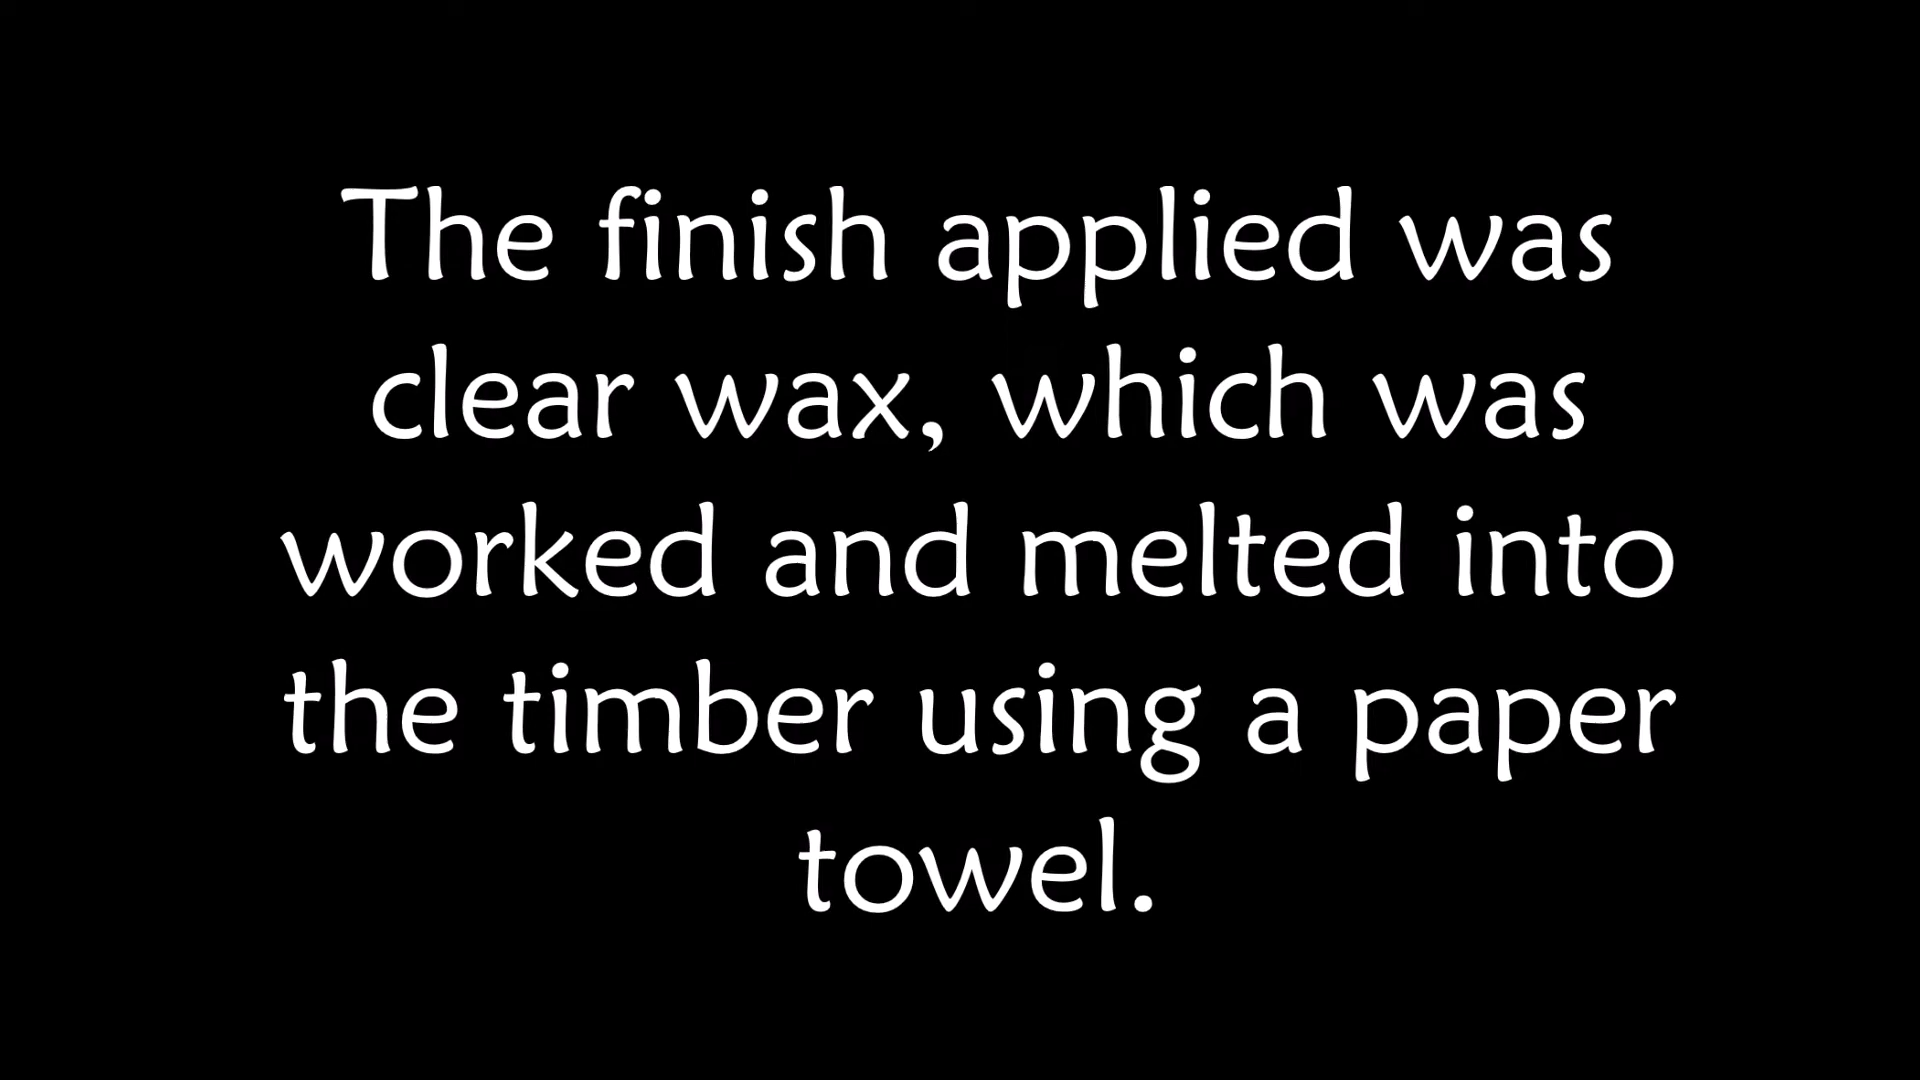 The finish applied was
clear wax, which was
worked and melted into
the timber using a paper
towel.